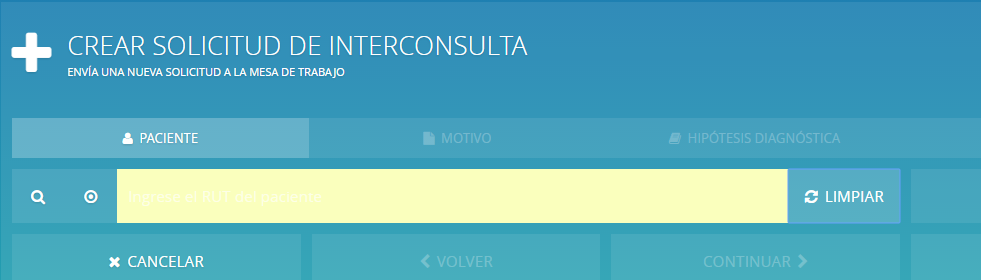 CREAR SOLICITUD DE INTERCONSULTA
ENVÍA UNA NUEVA SOLICITUD A LA MESA DE TRABAJO
PACIENTE MOTIVO HIPÓTESIS DIAGNÓSTICA
Ingrese el RUT del paciente LIMPIAR
CANCELAR VOLVER CONTINUAR